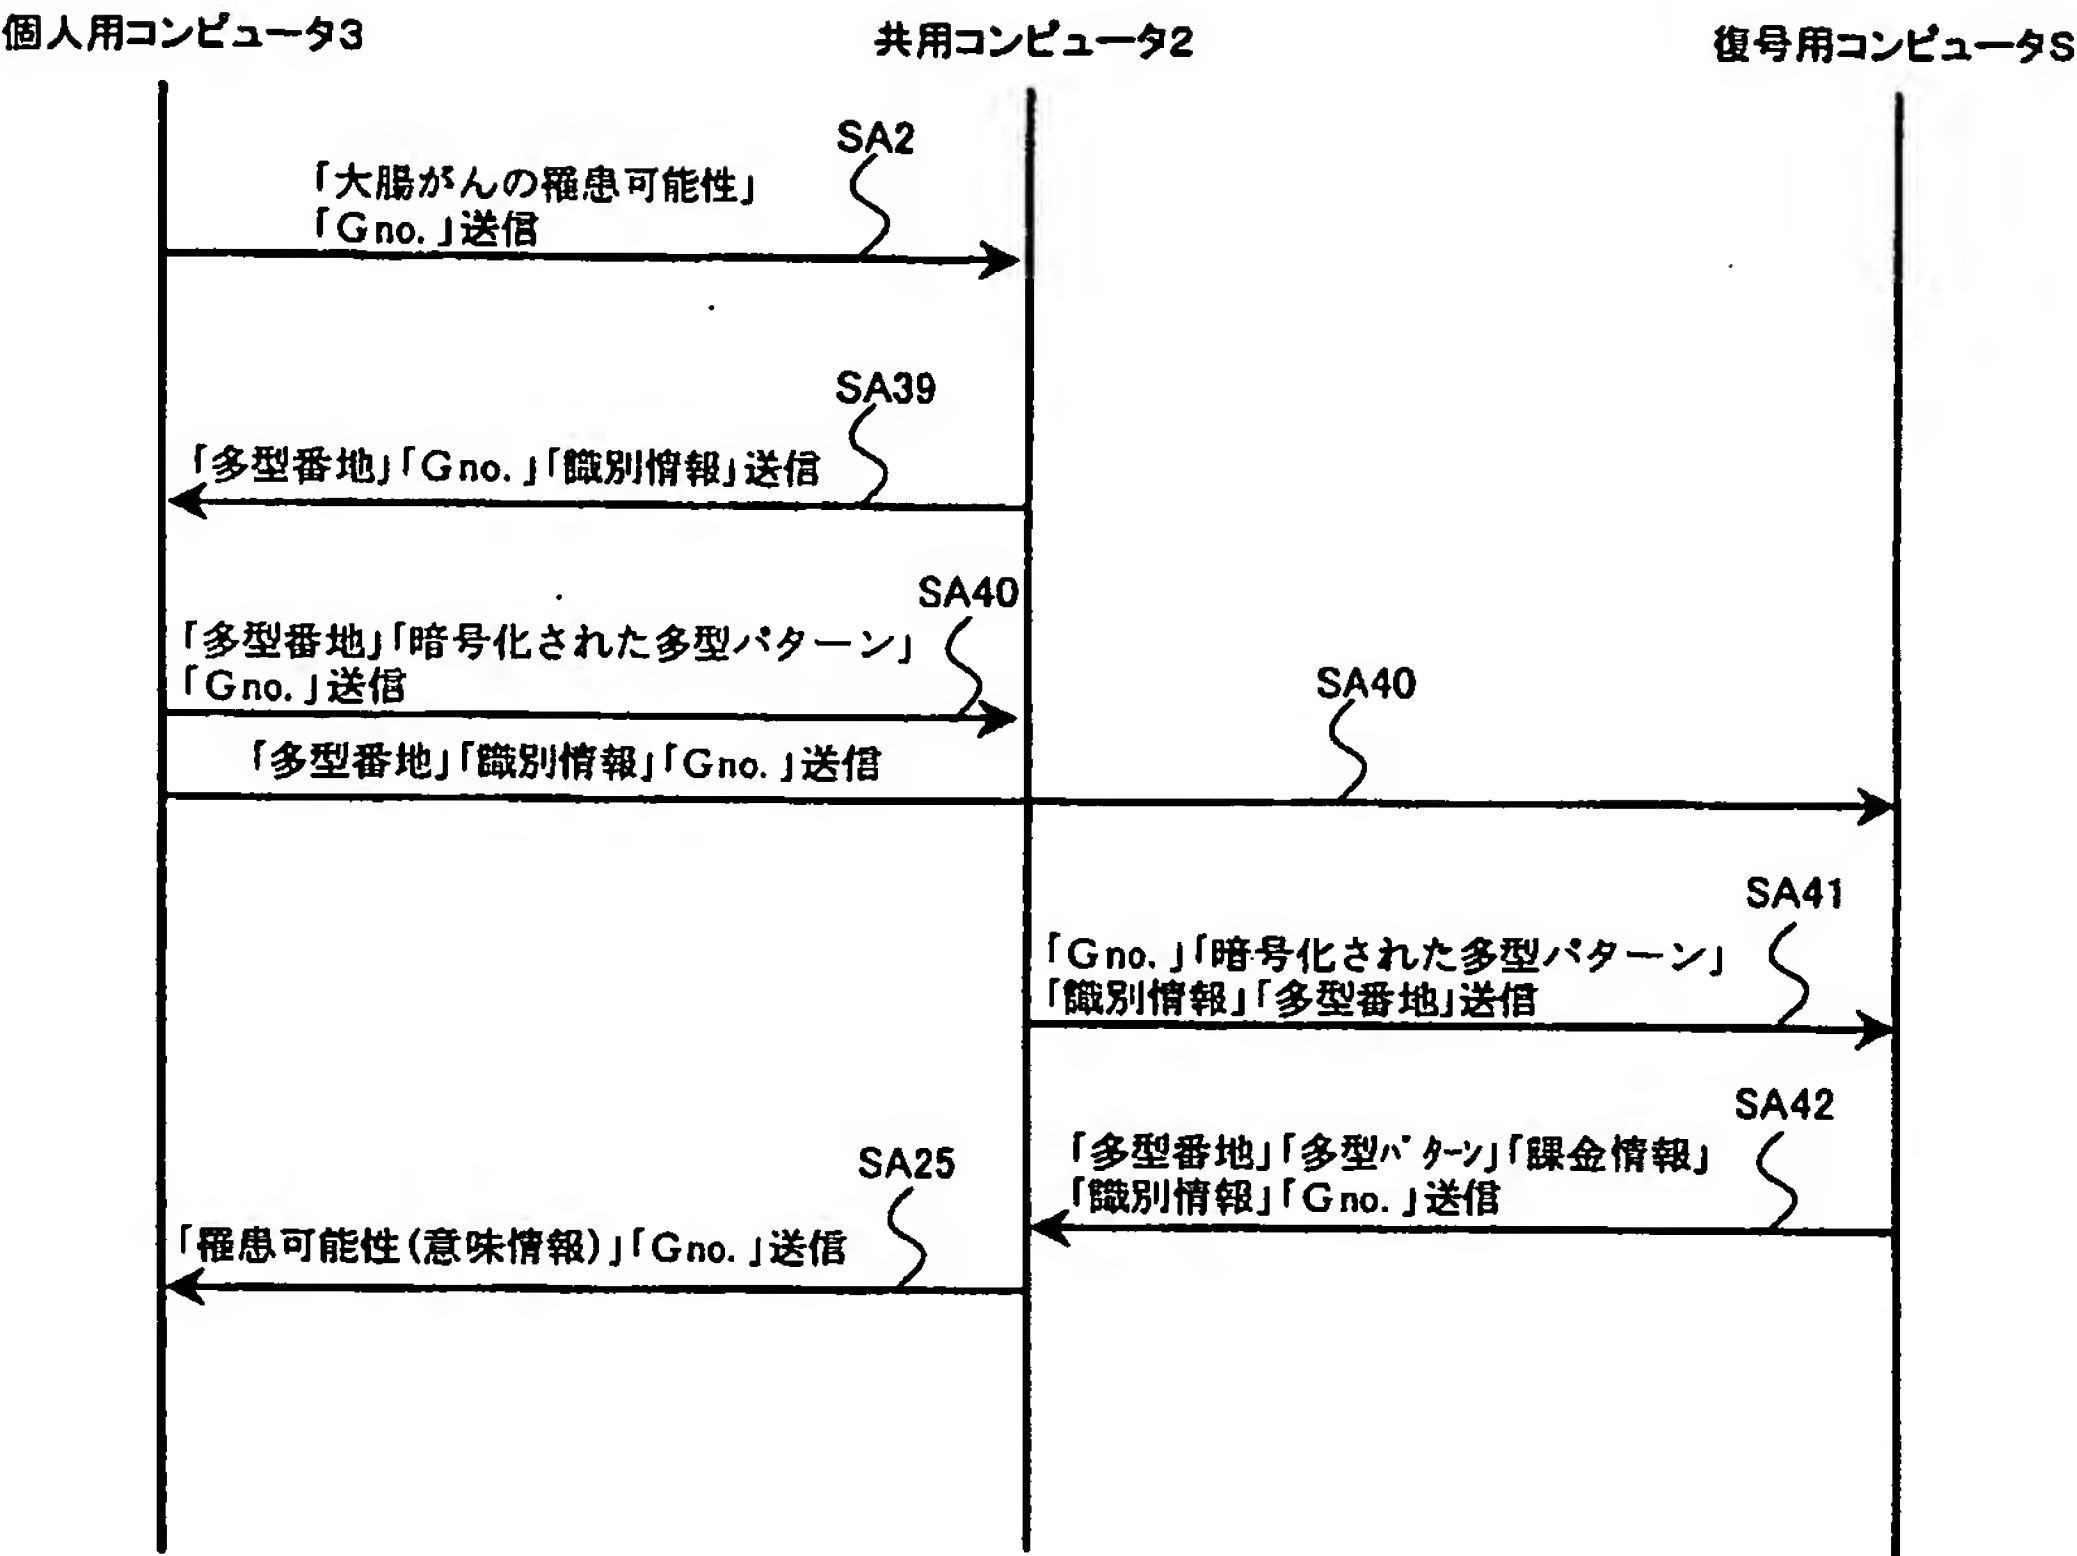 個人用コンピュータ3
共用コンピュータ2
復号用コンピュータS
SA2
「大腸がんの罹患可能性」
「Gno.」送信
SA39
「多型番地」「Gno.」「識別情報」送信
SA40
「多型番地」「暗号化された多型パターン」
「Gno.」送信
SA40
「多型番地」「識別情報」「Gno.」送信
SA41
「Gno.」「暗号化された多型パターン」
「識別情報」「多型番地」送信
SA42
「多型番地」「多型パターン」「課金情報」
「識別情報」「Gno.」送信
SA25
「罹患可能性(意味情報)」「Gno.」送信